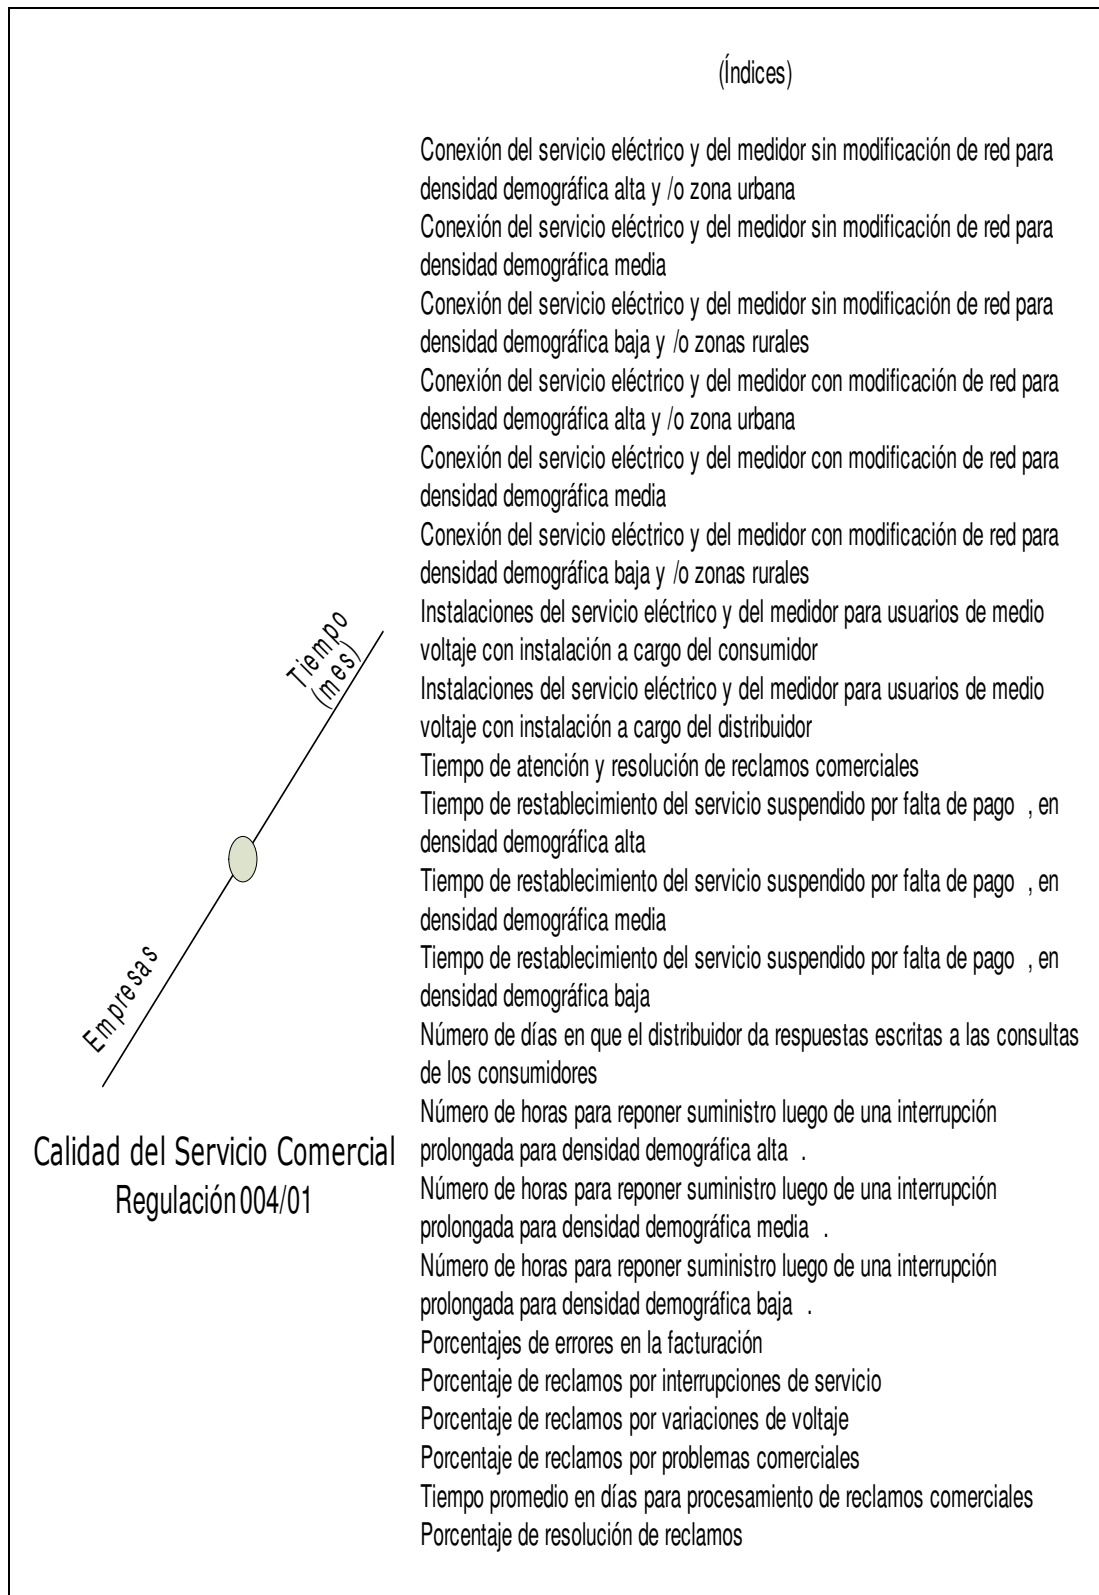 (Índices)
Conexión del servicio eléctrico y del medidor sin modificación de red para
densidad demográfica alta y /o zona urbana
Conexión del servicio eléctrico y del medidor sin modificación de red para
densidad demográfica media
Conexión del servicio eléctrico y del medidor sin modificación de red para
densidad demográfica baja y /o zonas rurales
Conexión del servicio eléctrico y del medidor con modificación de red para
densidad demográfica alta y /o zona urbana
Conexión del servicio eléctrico y del medidor con modificación de red para
densidad demográfica media
Conexión del servicio eléctrico y del medidor con modificación de red para
densidad demográfica baja y /o zonas rurales
Instalaciones del servicio eléctrico y del medidor para usuarios de medio
voltaje con instalación a cargo del consumidor
Instalaciones del servicio eléctrico y del medidor para usuarios de medio
voltaje con instalación a cargo del distribuidor
Tiempo de atención y resolución de reclamos comerciales
Tiempo de restablecimiento del servicio suspendido por falta de pago , en
densidad demográfica alta
Tiempo de restablecimiento del servicio suspendido por falta de pago , en
densidad demográfica media
Tiempo de restablecimiento del servicio suspendido por falta de pago , en
densidad demográfica baja
Número de días en que el distribuidor da respuestas escritas a las consultas
de los consumidores
Número de horas para reponer suministro luego de una interrupción
prolongada para densidad demográfica alta .
Número de horas para reponer suministro luego de una interrupción
prolongada para densidad demográfica media .
Número de horas para reponer suministro luego de una interrupción
prolongada para densidad demográfica baja .
Porcentajes de errores en la facturación
Porcentaje de reclamos por interrupciones de servicio
Porcentaje de reclamos por variaciones de voltaje
Porcentaje de reclamos por problemas comerciales
Tiempo promedio en días para procesamiento de reclamos comerciales
Porcentaje de resolución de reclamos
Tiempo
(mes)
Empresas
Calidad del Servicio Comercial
Regulación 004/01